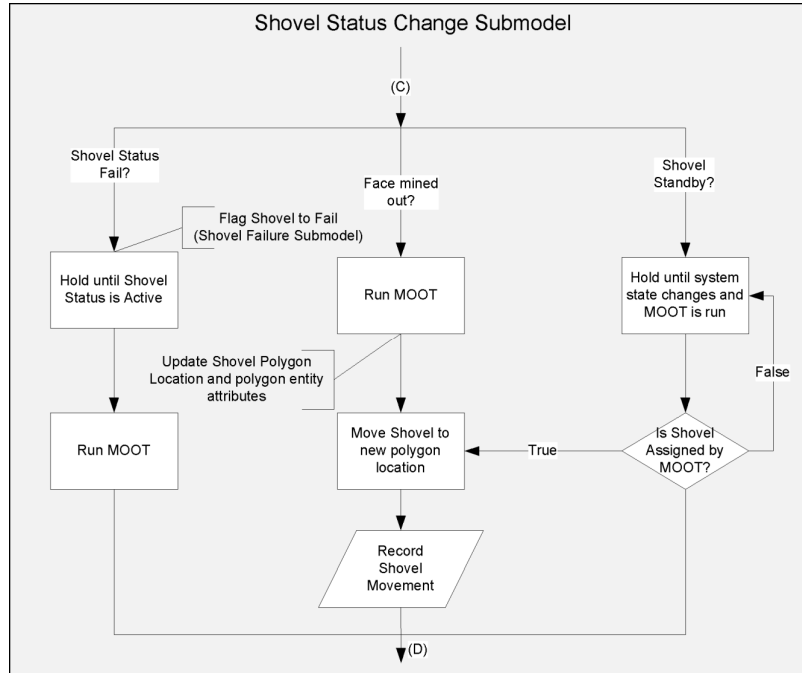 Shovel Status Change Submodel
(C)
Shovel Status
Fail?
Face mined
out?
Shovel
Standby?
Flag Shovel to Fail
(Shovel Failure Submodel)
Hold until Shovel
Status is Active
Run MOOT
Hold until system
state changes and
MOOT is run
Update Shovel Polygon
Location and polygon entity
attributes
False
Run MOOT
Move Shovel to
new polygon
location
True
Is Shovel
Assigned by
MOOT?
Record
Shovel
Movement
(D)